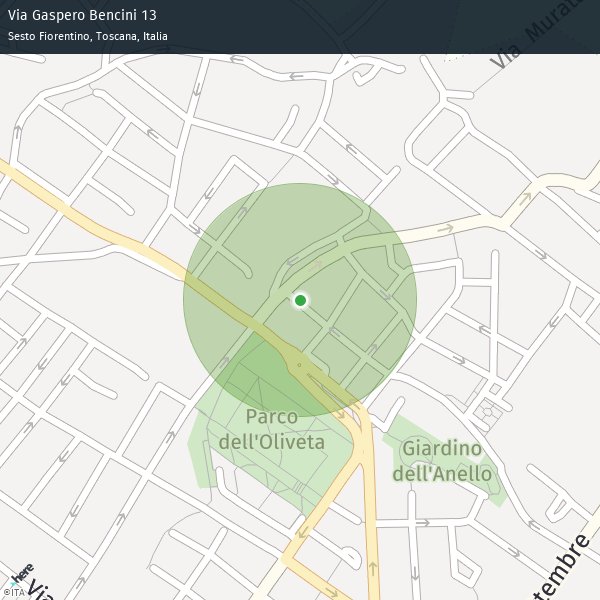 Via Gaspero Bencini 13
Sesto Fiorentino, Toscana, Italia
Via Murat
Parco
dell'Oliveta
Giardino
dell'Anello
tembre
here
Via
©ITA